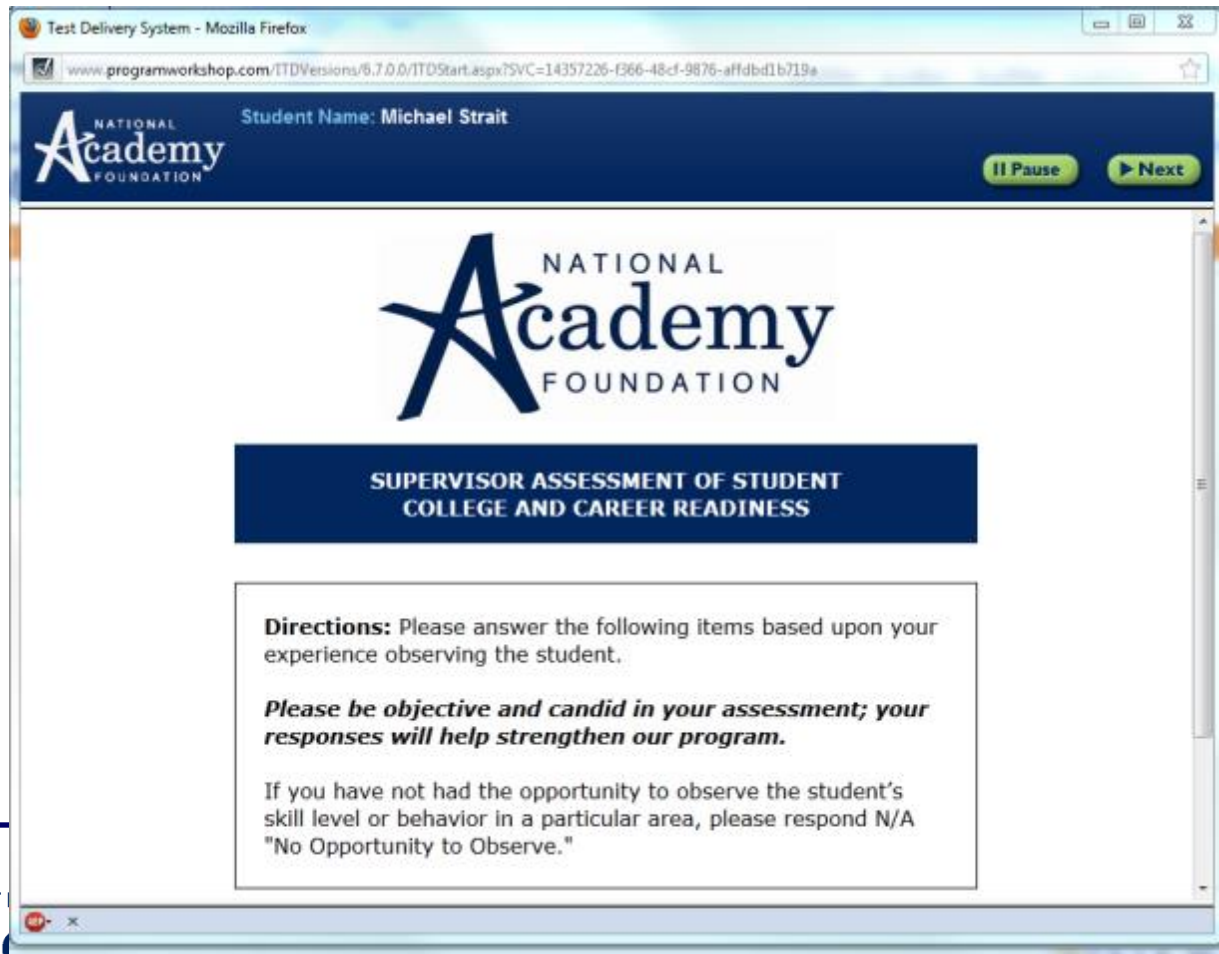 Test Delivery System - Mozilla Firefox
www.programworkshop.com/ITDVersions/6.7.0.0/ITDStart.aspx?SVC=14357226-f366-48cf-9876-affdbd1b719a
NATIONAL
Academy
FOUNDATION
Student Name: Michael Strait
Pause
Next
NATIONAL
Academy
FOUNDATION
SUPERVISOR ASSESSMENT OF STUDENT
COLLEGE AND CAREER READINESS
Directions: Please answer the following items based upon your
experience observing the student.
Please be objective and candid in your assessment; your
responses will help strengthen our program.
If you have not had the opportunity to observe the student's
skill level or behavior in a particular area, please respond N/A
"No Opportunity to Observe."